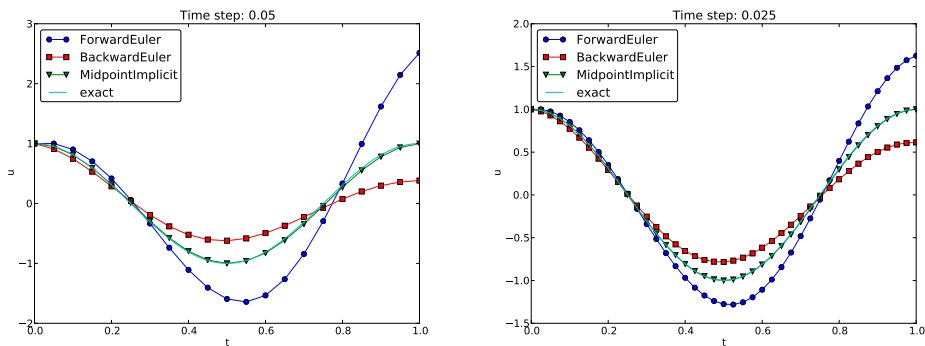 Time step: 0.05
ForwardEuler
BackwardEuler
MidpointImplicit
exact
u
3
2
1
0
−1
−2
0.0 0.2 0.4 0.6 0.8 1.0
t
Time step: 0.025
ForwardEuler
BackwardEuler
MidpointImplicit
exact
u
2.0
1.5
1.0
0.5
0.0
−0.5
−1.0
−1.5
0.0 0.2 0.4 0.6 0.8 1.0
t